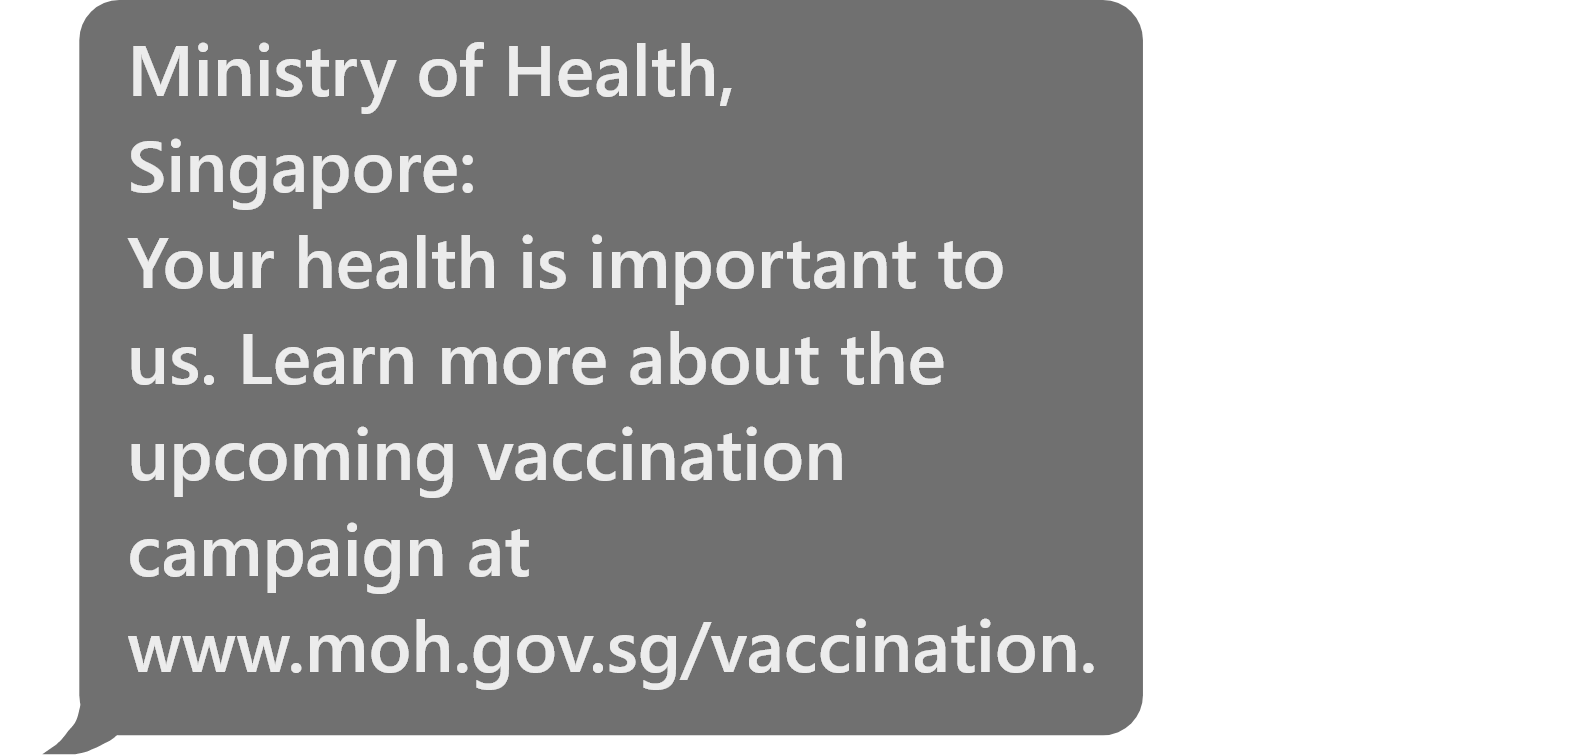 Ministry of Health,
Singapore:
Your health is important to
us. Learn more about the
upcoming vaccination
campaign at
www.moh.gov.sg/vaccination.